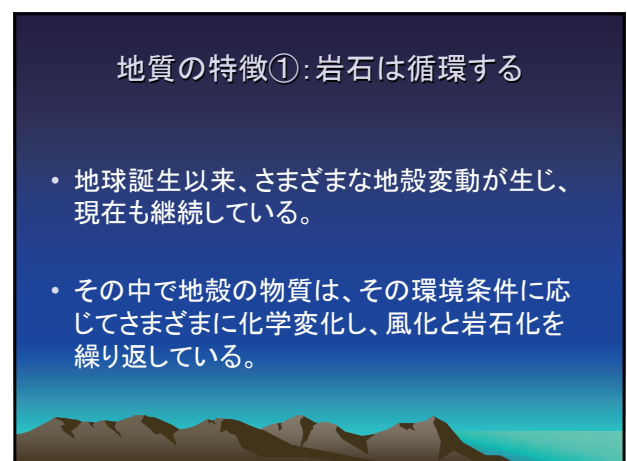 地質の特徴①:岩石は循環する
• 地球誕生以来、さまざまな地殻変動が生じ、
現在も継続している。
• その中で地殻の物質は、その環境条件に応
じてさまざまに化学変化し、風化と岩石化を
繰り返している。